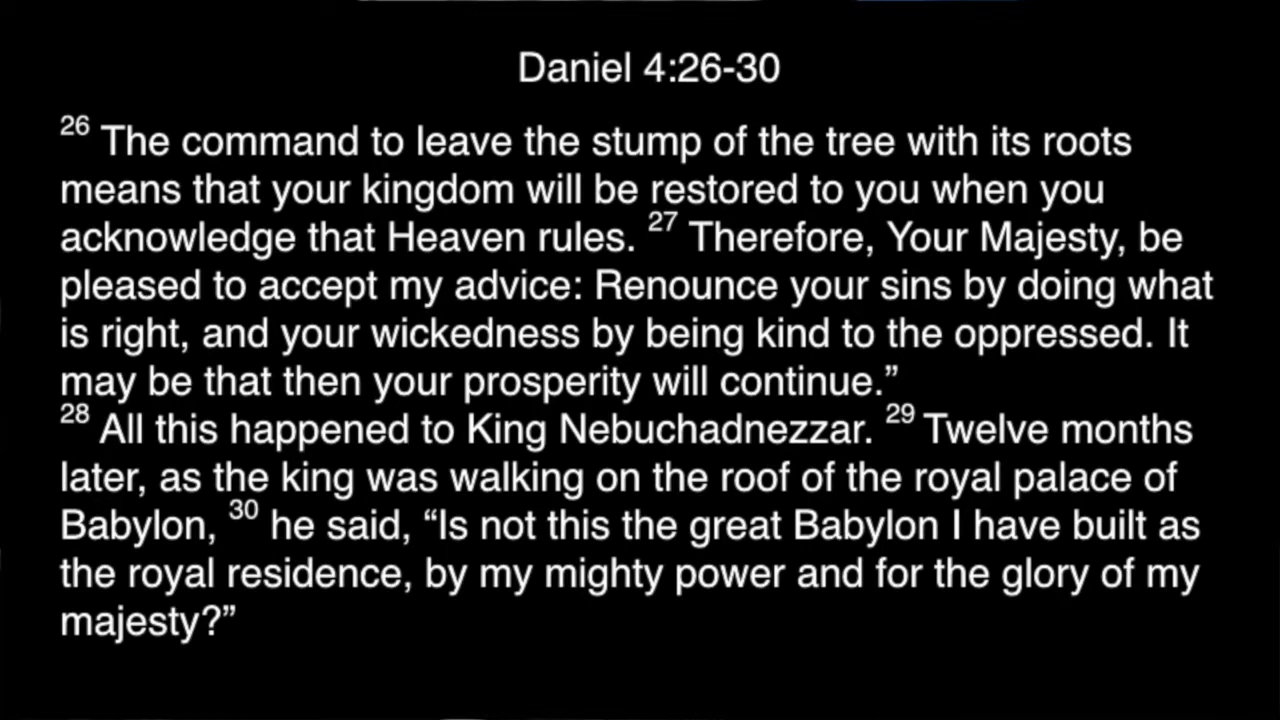 Daniel 4:26-30
26 The command to leave the stump of the tree with its roots
means that your kingdom will be restored to you when you
acknowledge that Heaven rules. 27 Therefore, Your Majesty, be
pleased to accept my advice: Renounce your sins by doing what
is right, and your wickedness by being kind to the oppressed. It
may be that then your prosperity will continue.”
28 All this happened to King Nebuchadnezzar. 29 Twelve months
later, as the king was walking on the roof of the royal palace of
Babylon, 30 he said, “Is not this the great Babylon I have built as
the royal residence, by my mighty power and for the glory of my
majesty?”